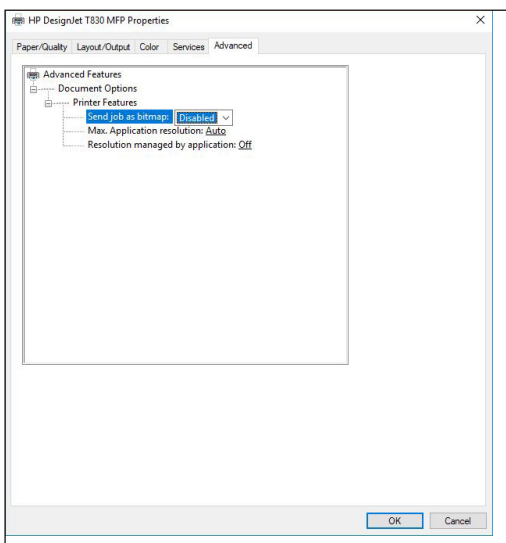 HP DesignJet T830 MFP Properties
Paper/Quality Layout/Output Color Services Advanced
Advanced Features
Document Options
Printer Features
Send job as bitmap: Disabled
Max. Application resolution: Auto
Resolution managed by application: Off
OK Cancel